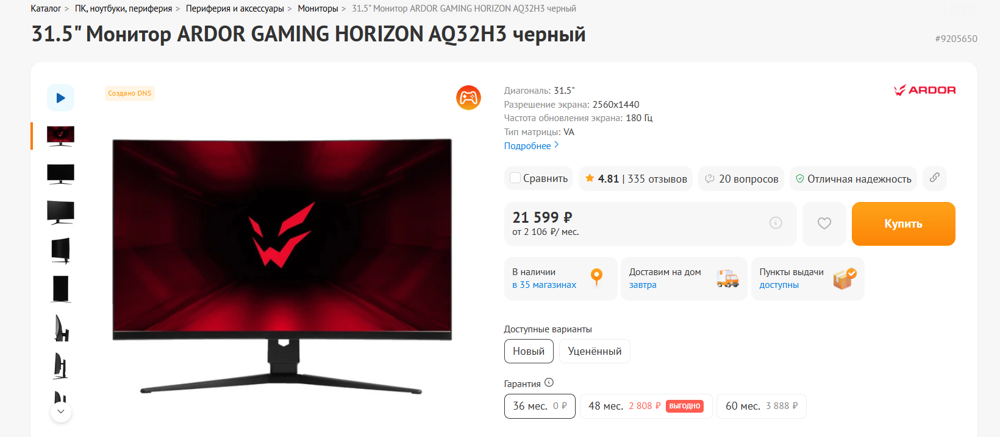 Каталог > ПК, ноутбуки, периферия > Периферия и аксессуары > Мониторы > 31.5" Монитор ARDOR GAMING HORIZON AQ32H3 черный
31.5" Монитор ARDOR GAMING HORIZON AQ32H3 черный
#9205650
Создано DNS
Диагональ: 31.5"
Разрешение экрана: 2560x1440
Частота обновления экрана: 180 Гц
Тип матрицы: VA
Подробнее >
ARDOR
Сравнить
4.81 | 335 отзывов
20 вопросов
Отличная надежность
21 599 ₽
от 2 106 ₽/ мес.
Купить
В наличии
в 35 магазинах
Доставим на дом
завтра
Пункты выдачи
доступны
Доступные варианты
Новый
Уценённый
Гарантия
36 мес. 0 ₽
48 мес. 2 808 ₽ ВЫГОДНО
60 мес. 3 888 ₽